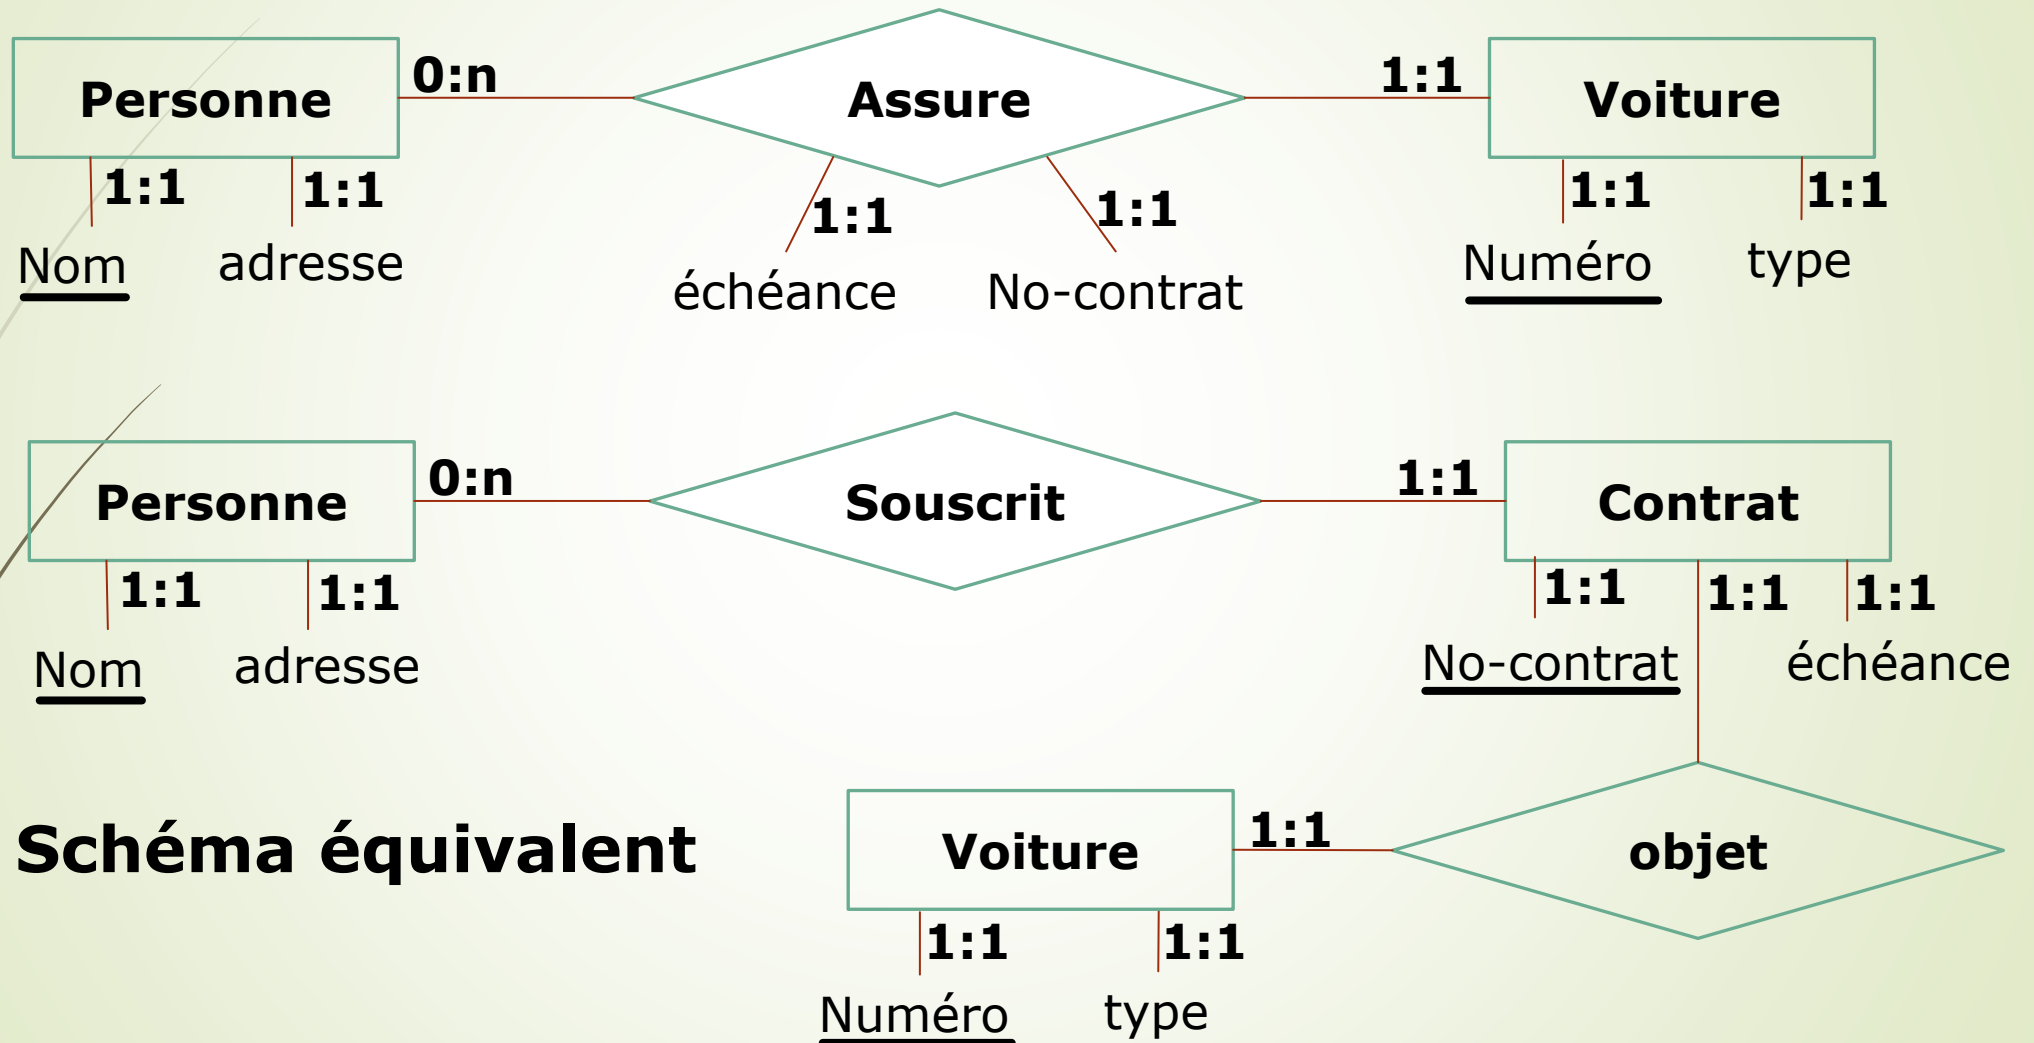 0:n
1:1
Personne
Assure
Voiture
1:1
1:1
1:1
1:1
1:1
1:1
Nom
adresse
échéance
No-contrat
Numéro
type
0:n
1:1
Personne
Souscrit
Contrat
1:1
1:1
1:1
1:1
1:1
Nom
adresse
No-contrat
échéance
Schéma équivalent
Voiture
1:1
objet
1:1
1:1
Numéro
type